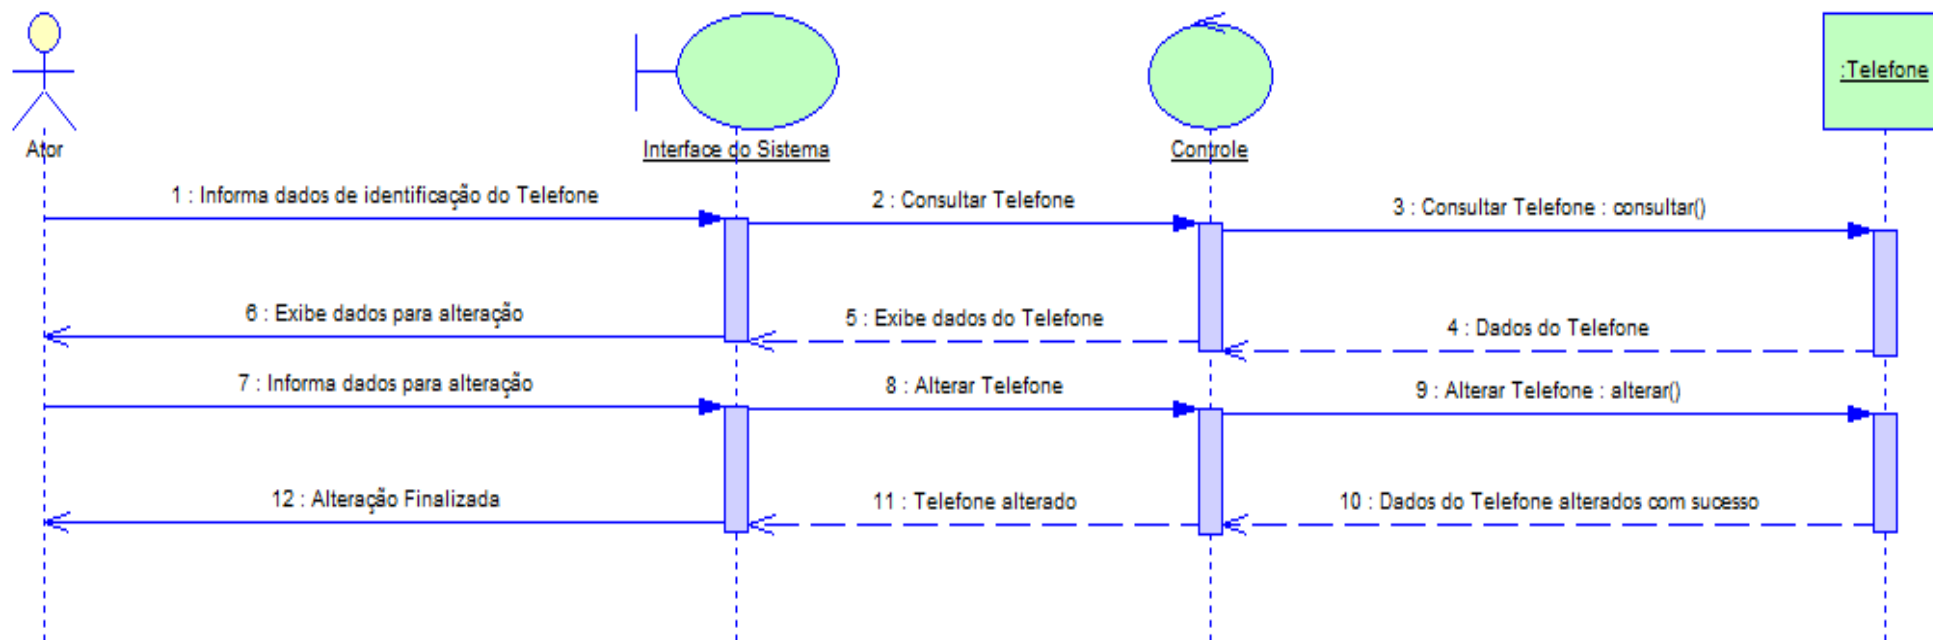 :Telefone
Ator
Interface do Sistema
Controle
1 : Informa dados de identificação do Telefone
2 : Consultar Telefone
3 : Consultar Telefone : consultar()
6 : Exibe dados para alteração
5 : Exibe dados do Telefone
4 : Dados do Telefone
7 : Informa dados para alteração
8 : Alterar Telefone
9 : Alterar Telefone : alterar()
12 : Alteração Finalizada
11 : Telefone alterado
10 : Dados do Telefone alterados com sucesso